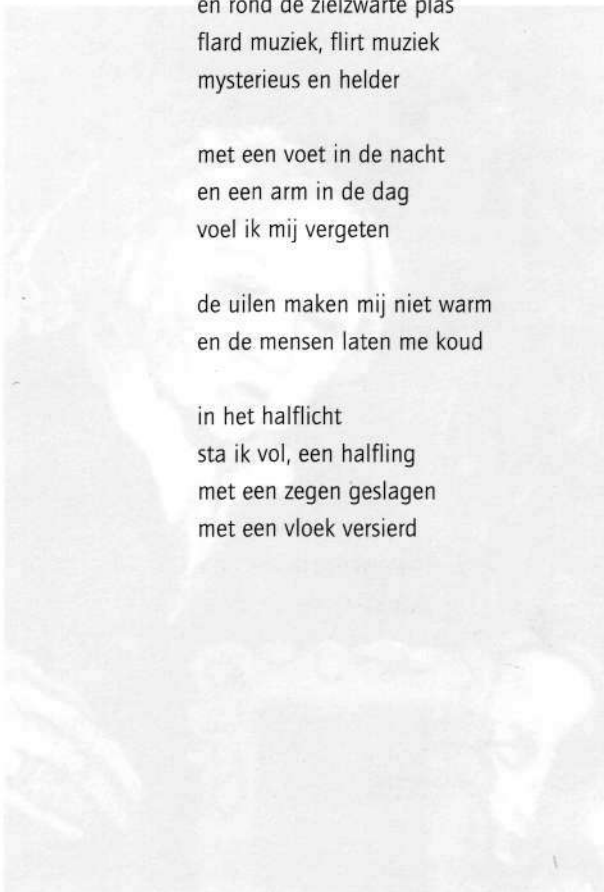 en rond de zielzwarte plas
flard muziek, flirt muziek
mysterieus en helder

met een voet in de nacht
en een arm in de dag
voel ik mij vergeten

de uilen maken mij niet warm
en de mensen laten me koud

in het halflicht
sta ik vol, een halfling
met een zegen geslagen
met een vloek versierd